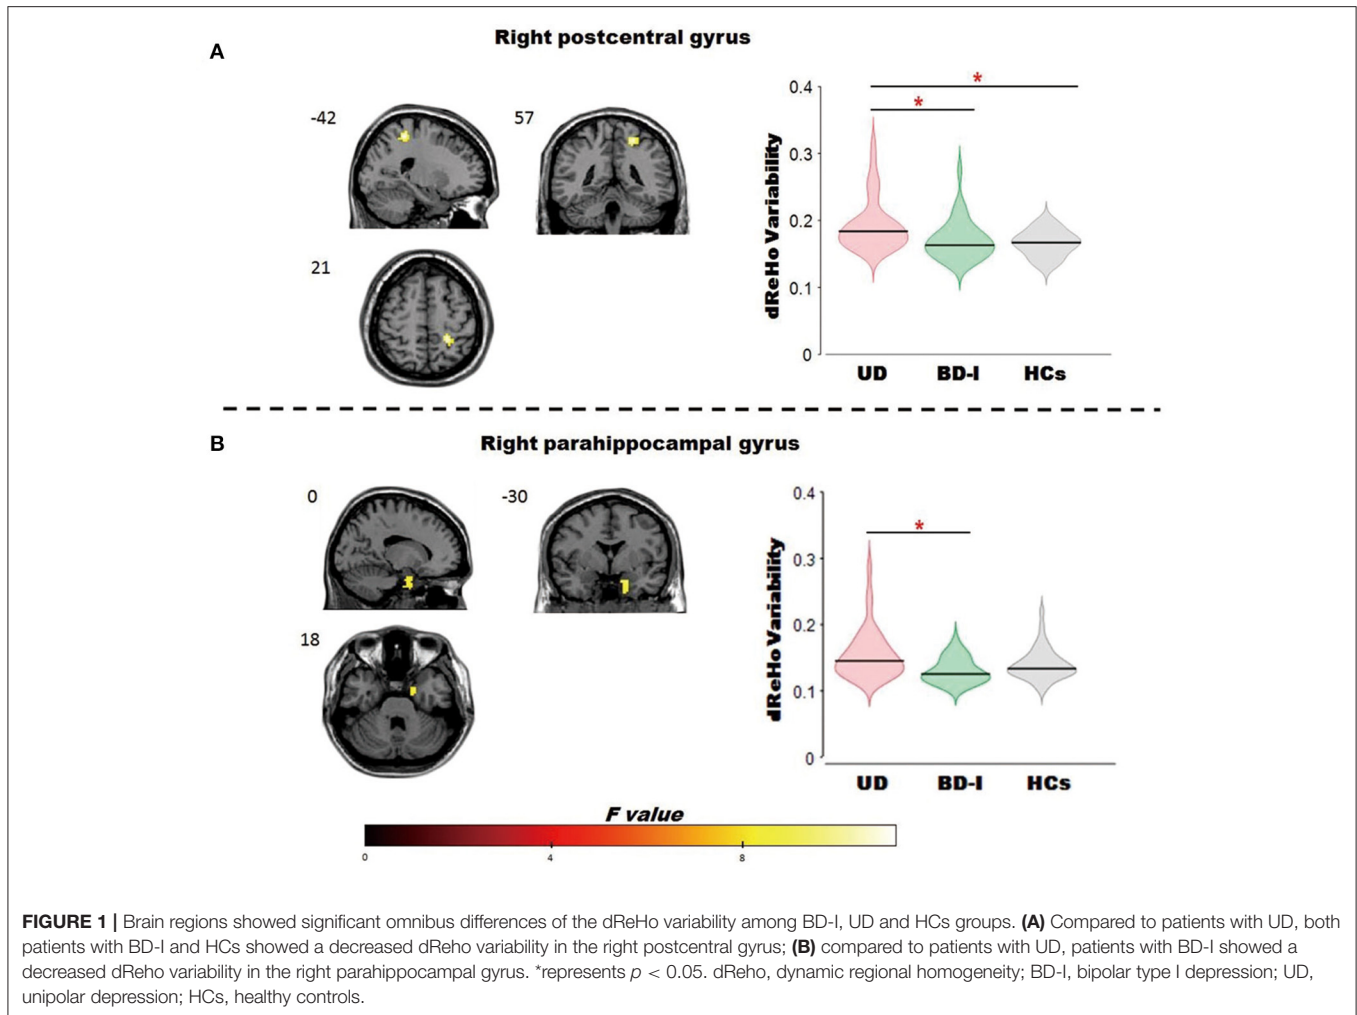 A
Right postcentral gyrus
-42
57
21
*
*
dReHo Variability
0.4
0.3
0.2
0.1
0
UD BD-I HCs
B
Right parahippocampal gyrus
0
-30
18
*
dReHo Variability
0.4
0.3
0.2
0.1
0
UD BD-I HCs
F value
0 4 8
FIGURE 1 | Brain regions showed significant omnibus differences of the dReHo variability among BD-I, UD and HCs groups. (A) Compared to patients with UD, both
patients with BD-I and HCs showed a decreased dReho variability in the right postcentral gyrus; (B) compared to patients with UD, patients with BD-I showed a
decreased dReho variability in the right parahippocampal gyrus. *represents p < 0.05. dReho, dynamic regional homogeneity; BD-I, bipolar type I depression; UD,
unipolar depression; HCs, healthy controls.